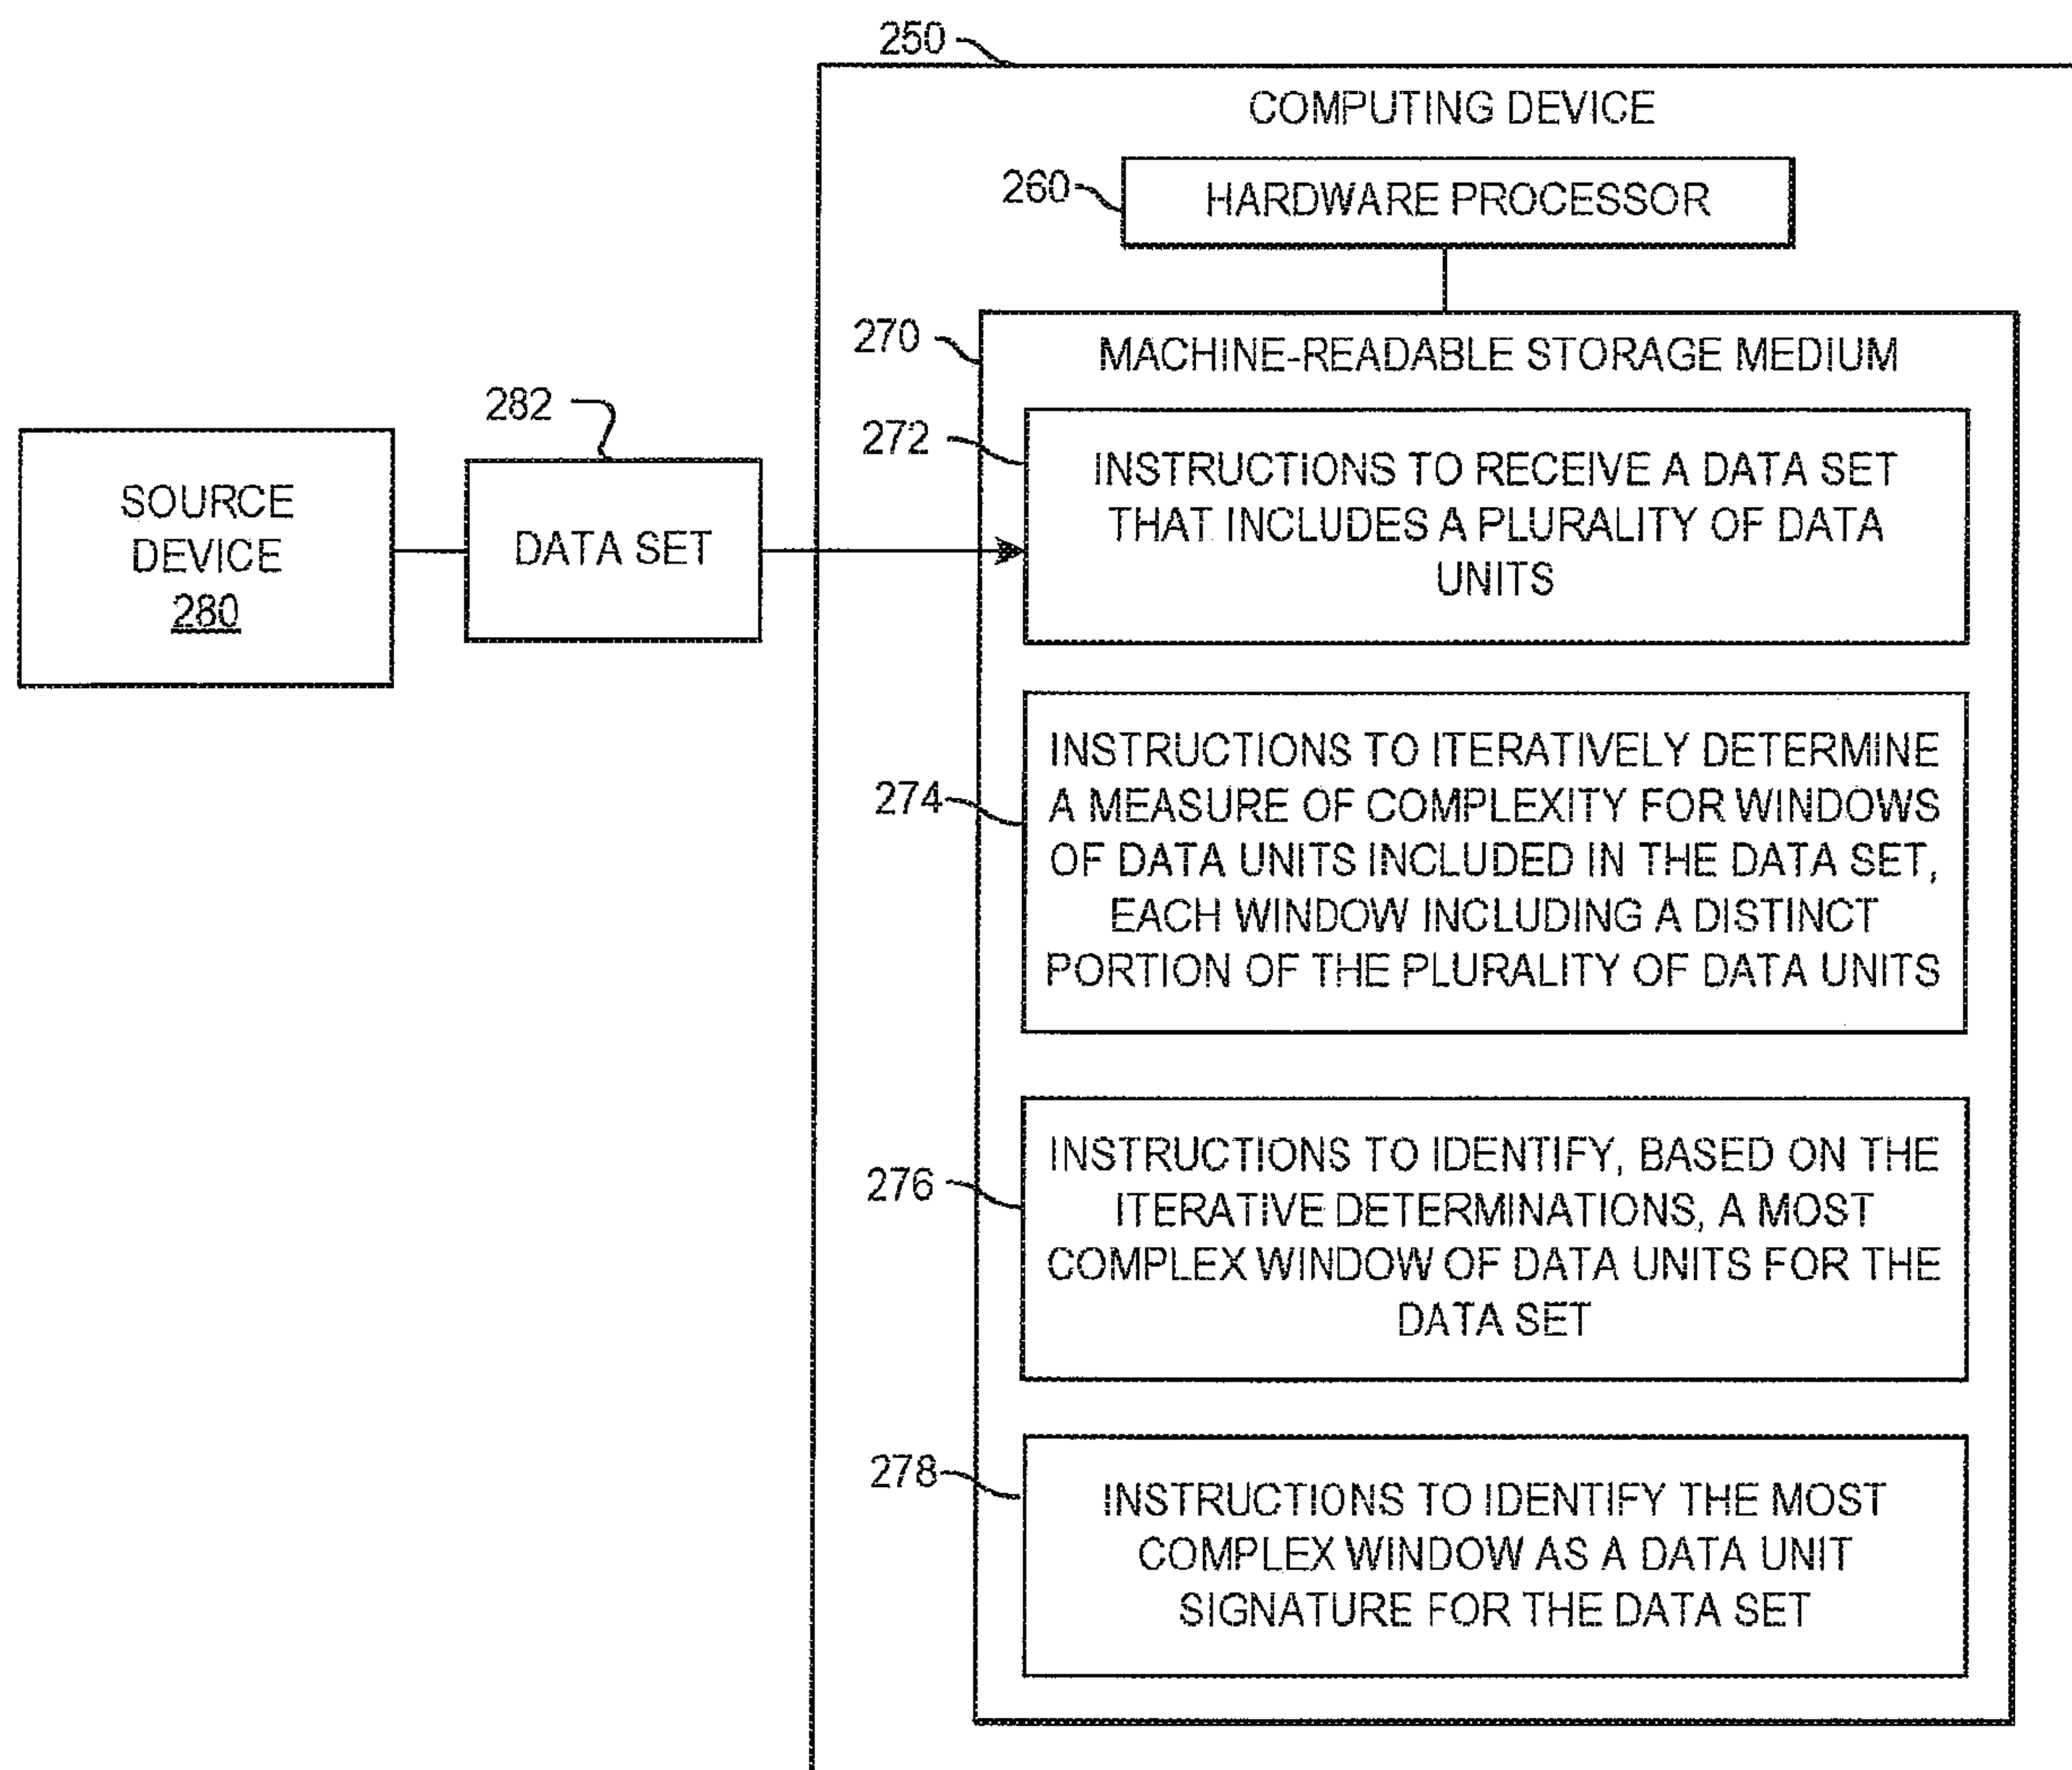 250
COMPUTING DEVICE
260
HARDWARE PROCESSOR
270
MACHINE-READABLE STORAGE MEDIUM
282
272
SOURCE
DEVICE
280
DATA SET
INSTRUCTIONS TO RECEIVE A DATA SET
THAT INCLUDES A PLURALITY OF DATA
UNITS
274
INSTRUCTIONS TO ITERATIVELY DETERMINE
A MEASURE OF COMPLEXITY FOR WINDOWS
OF DATA UNITS INCLUDED IN THE DATA SET,
EACH WINDOW INCLUDING A DISTINCT
PORTION OF THE PLURALITY OF DATA UNITS
276
INSTRUCTIONS TO IDENTIFY, BASED ON THE
ITERATIVE DETERMINATIONS, A MOST
COMPLEX WINDOW OF DATA UNITS FOR THE
DATA SET
278
INSTRUCTIONS TO IDENTIFY THE MOST
COMPLEX WINDOW AS A DATA UNIT
SIGNATURE FOR THE DATA SET